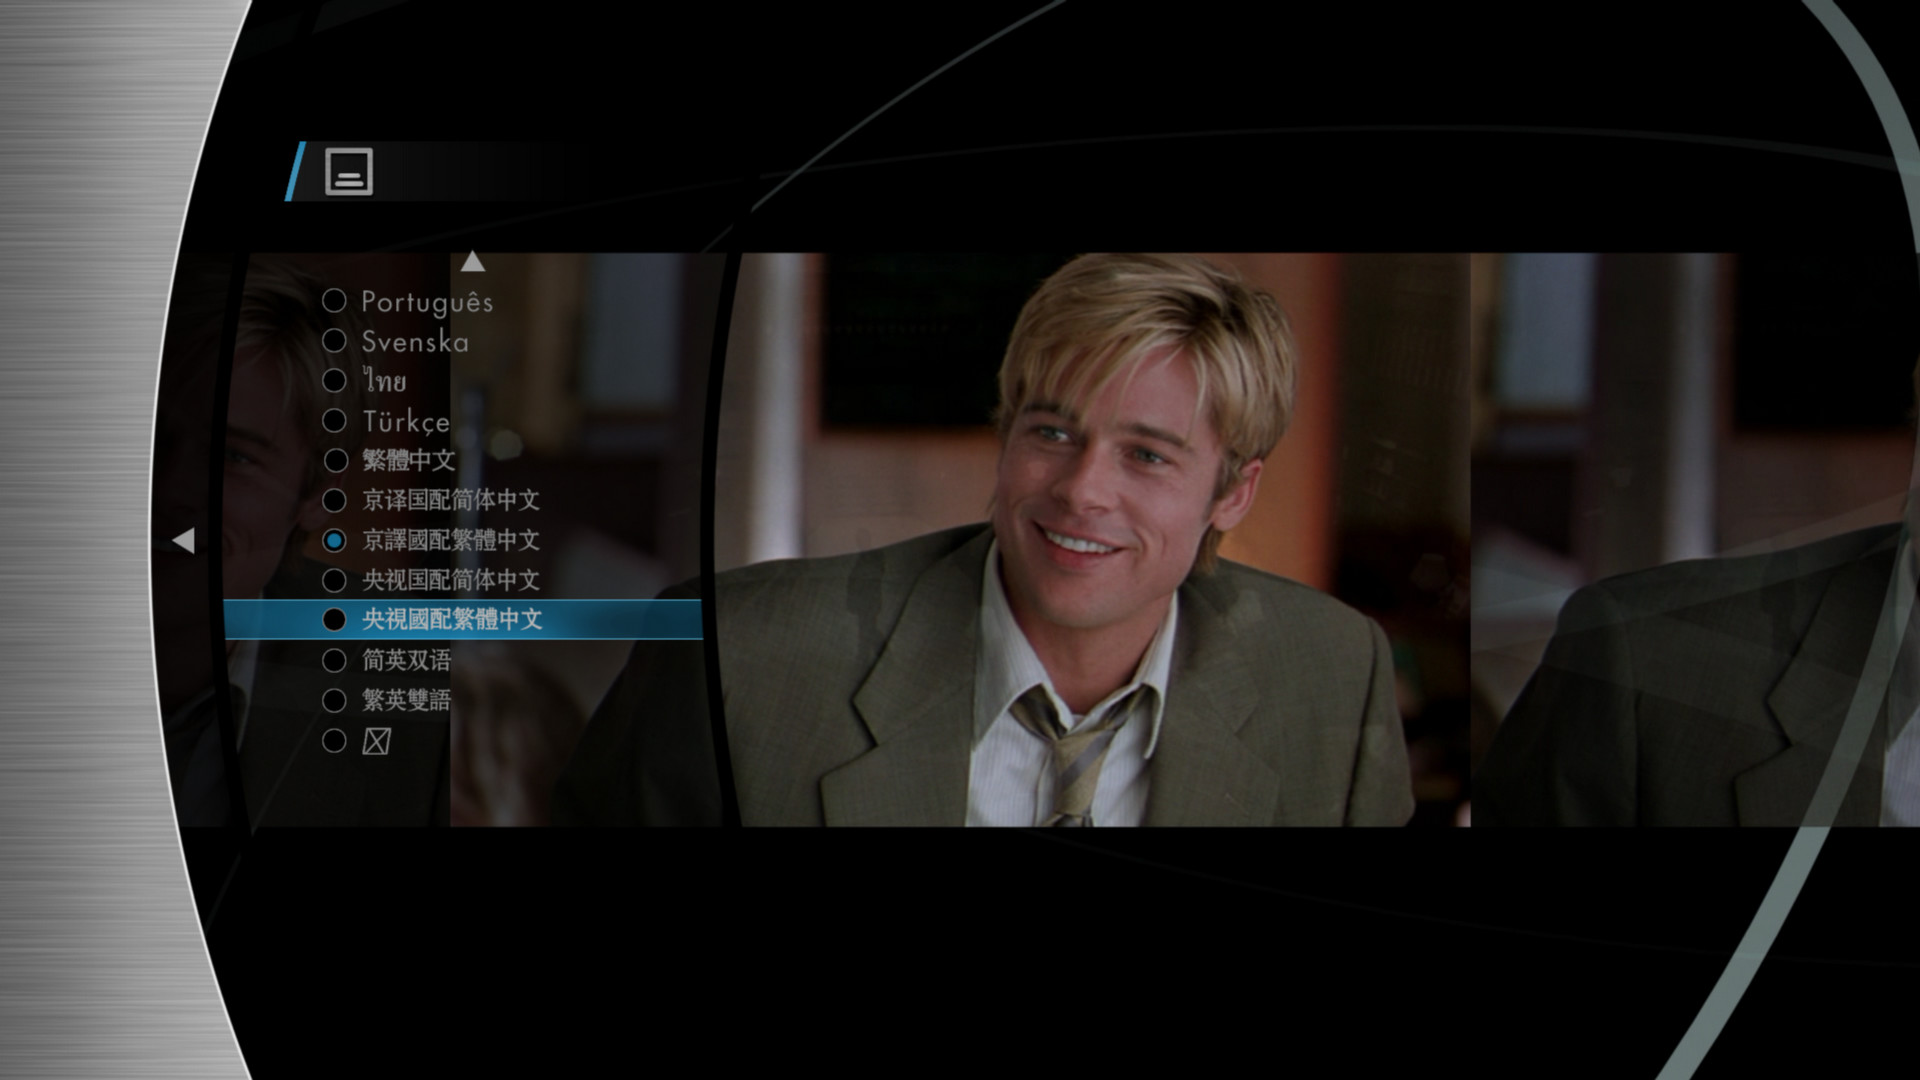 Português
Svenska
ไทย
Türkçe
繁體中文
京译国配简体中文
京譯國配繁體中文
央视国配简体中文
央視國配繁體中文
简英双语
繁英雙語